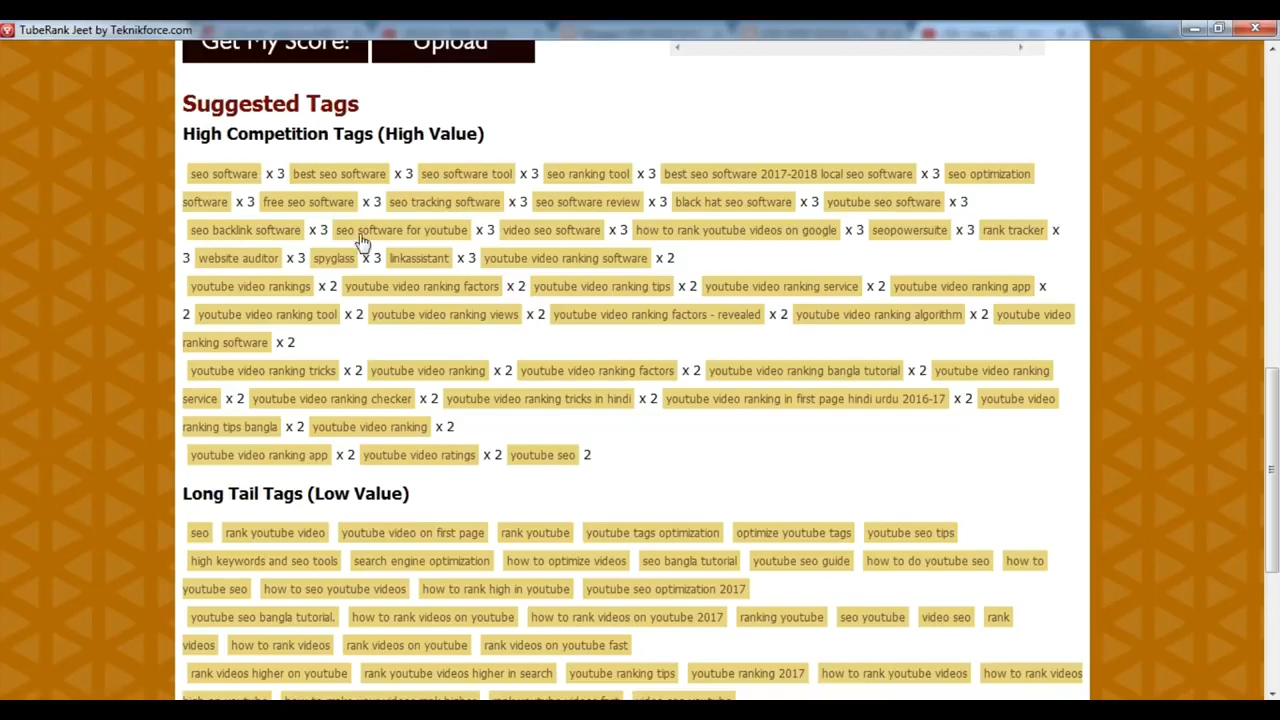 TubeRank Jeet by Teknikforce.com
Get My Score! Upload
Suggested Tags
High Competition Tags (High Value)
seo software x 3 best seo software x 3 seo software tool x 3 seo ranking tool x 3 best seo software 2017-2018 local seo software x 3 seo optimization
software x 3 free seo software x 3 seo tracking software x 3 seo software review x 3 black hat seo software x 3 youtube seo software x 3
seo backlink software x 3 seo software for youtube x 3 video seo software x 3 how to rank youtube videos on google x 3 seopowersuite x 3 rank tracker x
3 website auditor x 3 spyglass x 3 linkassistant x 3 youtube video ranking software x 2
youtube video rankings x 2 youtube video ranking factors x 2 youtube video ranking tips x 2 youtube video ranking service x 2 youtube video ranking app x
2 youtube video ranking tool x 2 youtube video ranking views x 2 youtube video ranking factors - revealed x 2 youtube video ranking algorithm x 2 youtube video
ranking software x 2
youtube video ranking tricks x 2 youtube video ranking x 2 youtube video ranking factors x 2 youtube video ranking bangla tutorial x 2 youtube video ranking
service x 2 youtube video ranking checker x 2 youtube video ranking tricks in hindi x 2 youtube video ranking in first page hindi urdu 2016-17 x 2 youtube video
ranking tips bangla x 2 youtube video ranking x 2
youtube video ranking app x 2 youtube video ratings x 2 youtube seo 2
Long Tail Tags (Low Value)
seo rank youtube video youtube video on first page rank youtube youtube tags optimization optimize youtube tags youtube seo tips
high keywords and seo tools search engine optimization how to optimize videos seo bangla tutorial youtube seo guide how to do youtube seo how to
youtube seo how to seo youtube videos how to rank high in youtube youtube seo optimization 2017
youtube seo bangla tutorial. how to rank videos on youtube how to rank videos on youtube 2017 ranking youtube seo youtube video seo rank
videos how to rank videos rank videos on youtube rank videos on youtube fast
rank videos higher on youtube rank youtube videos higher in search youtube ranking tips youtube ranking 2017 how to rank youtube videos how to rank videos